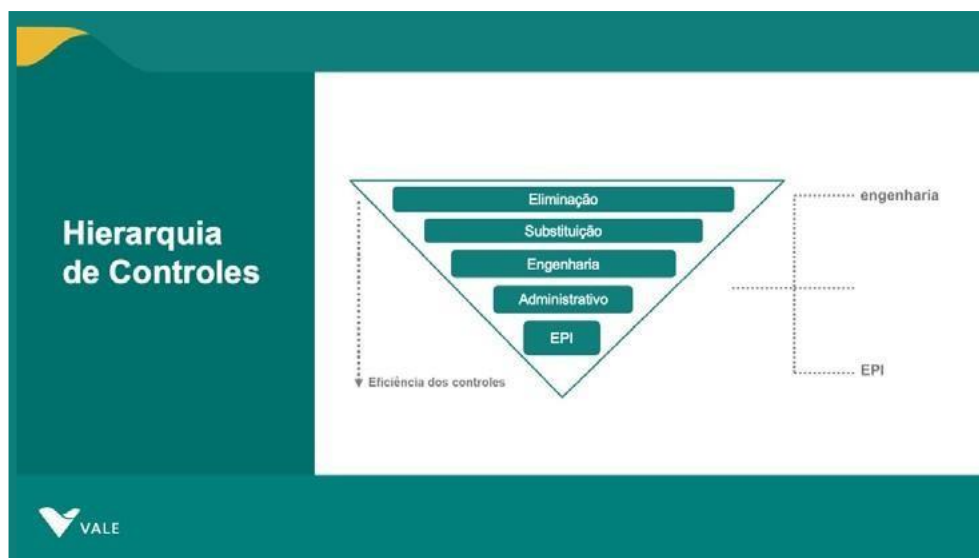 Hierarquia
de Controles
Eliminação
Substituição
Engenharia
Administrativo
EPI
Eficiência dos controles
engenharia
EPI
VALE